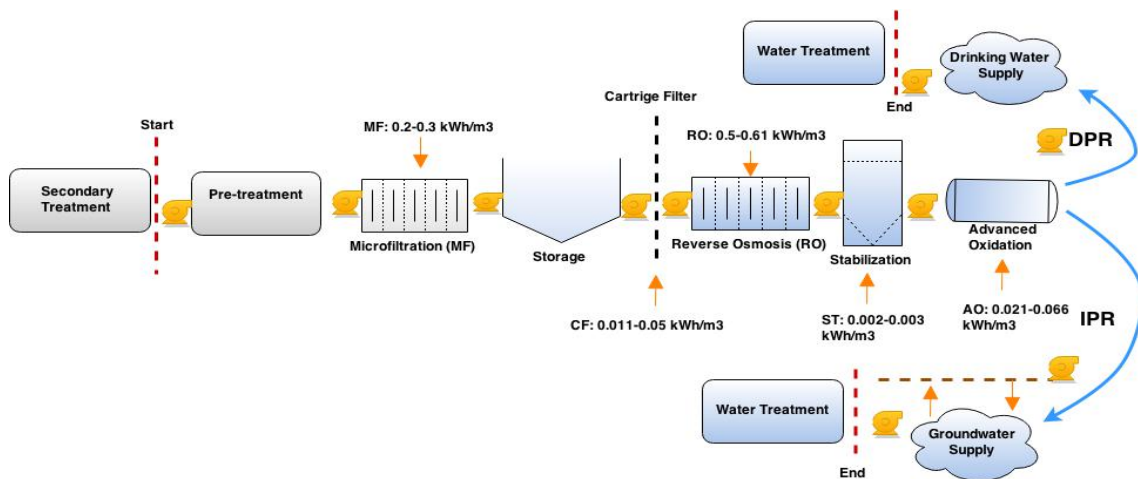 Water Treatment
Drinking Water
Supply
End
Cartrige Filter
Start
MF: 0.2-0.3 kWh/m3
RO: 0.5-0.61 kWh/m3
DPR
Secondary
Treatment
Pre-treatment
Microfiltration (MF)
Storage
Reverse Osmosis (RO)
Stabilization
Advanced
Oxidation
CF: 0.011-0.05 kWh/m3
ST: 0.002-0.003
kWh/m3
AO: 0.021-0.066
kWh/m3
IPR
Water Treatment
Groundwater
Supply
End